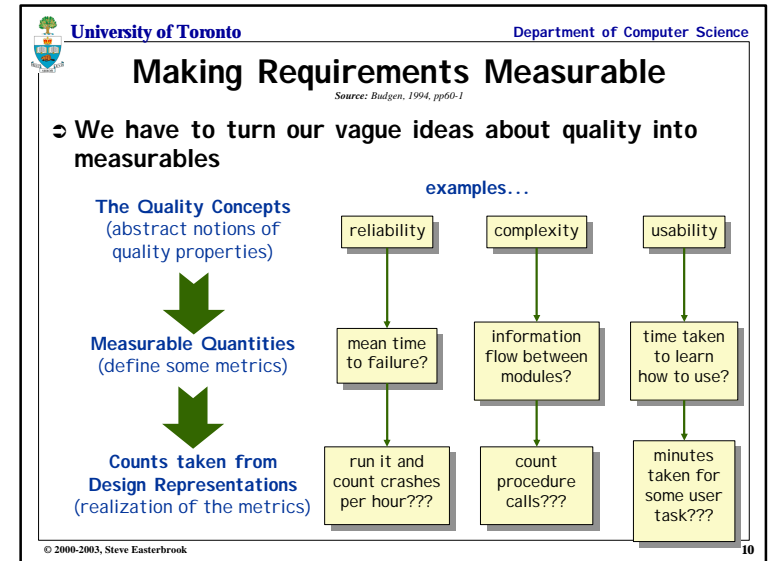 University of Toronto
Department of Computer Science
Making Requirements Measurable
Source: Budgen, 1994, pp60-1
➲ We have to turn our vague ideas about quality into
measurables
examples...
The Quality Concepts
(abstract notions of
quality properties)
reliability
complexity
usability
Measurable Quantities
(define some metrics)
mean time
to failure?
information
flow between
modules?
time taken
to learn
how to use?
Counts taken from
Design Representations
(realization of the metrics)
run it and
count crashes
per hour???
count
procedure
calls???
minutes
taken for
some user
task???
© 2000-2003, Steve Easterbrook
10